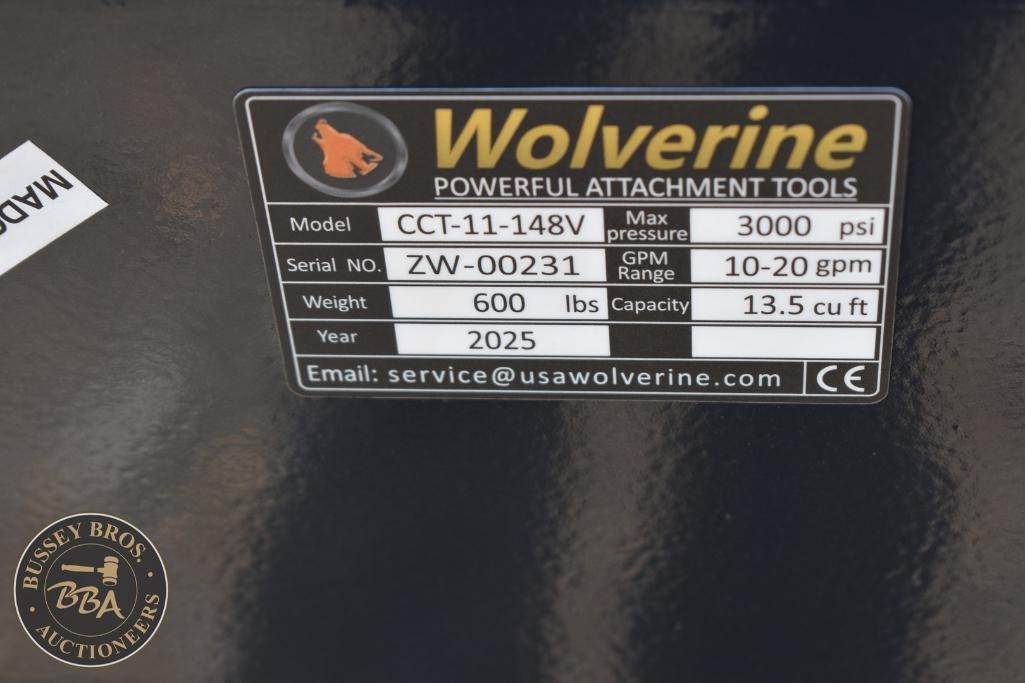 Wolverine
POWERFUL ATTACHMENT TOOLS
Model CCT-11-148V Max pressure 3000 psi
Serial NO. ZW-00231 GPM Range 10-20 gpm
Weight 600 lbs Capacity 13.5 cu ft
Year 2025
Email: service@usawolverine.com CE
BUSSEY BROS.
BBA
AUCTIONEERS